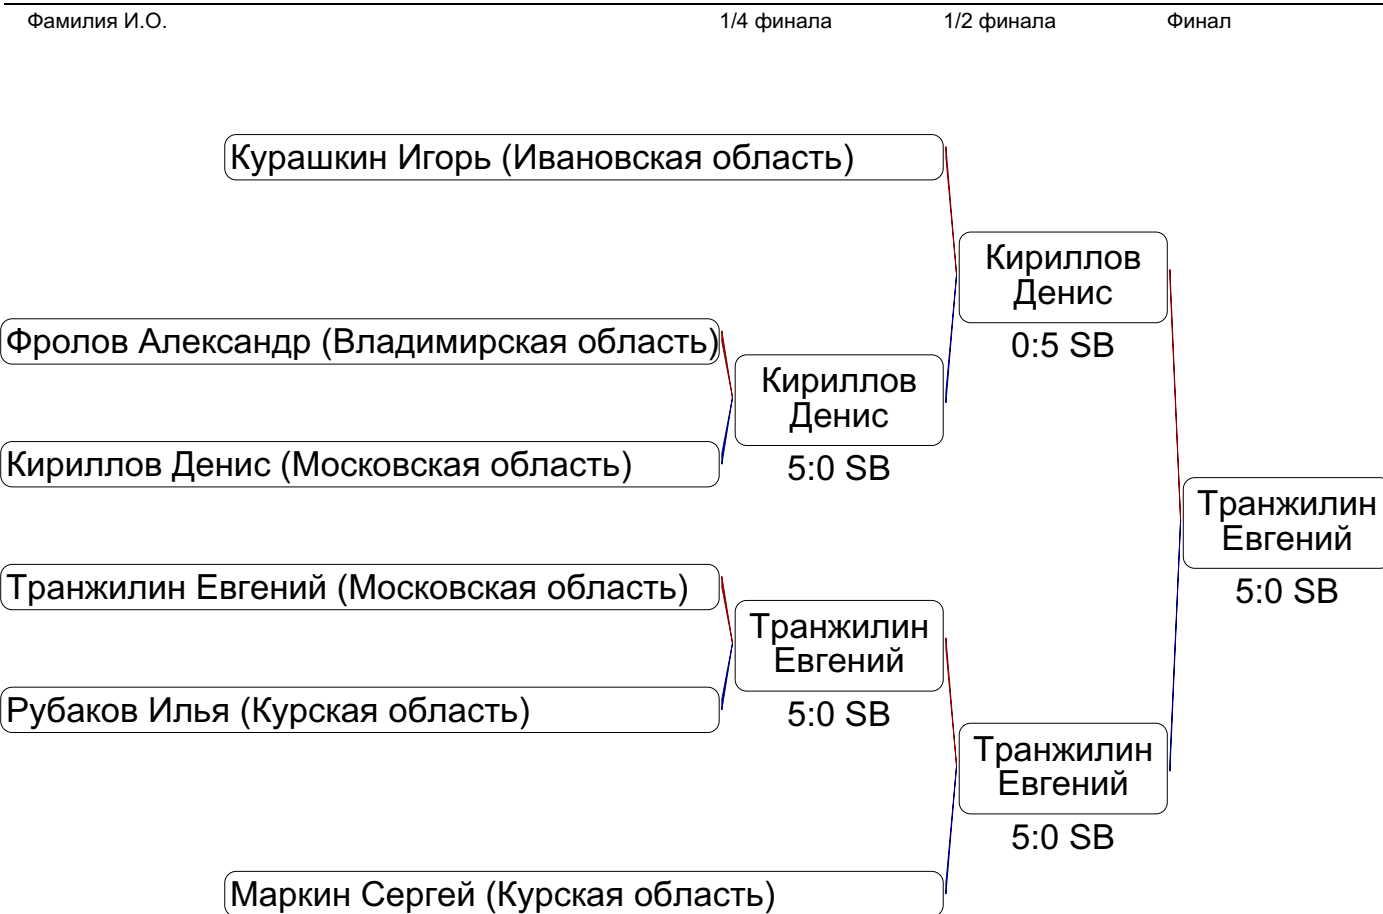 Фамилия И.О. 1/4 финала 1/2 финала Финал
Курашкин Игорь (Ивановская область)
Кириллов
Денис
0:5 SB
Фролов Александр (Владимирская область)
Кириллов
Денис
5:0 SB
Кириллов Денис (Московская область)
Транжилин
Евгений
5:0 SB
Транжилин Евгений (Московская область)
Транжилин
Евгений
5:0 SB
Рубаков Илья (Курская область)
Транжилин
Евгений
5:0 SB
Маркин Сергей (Курская область)